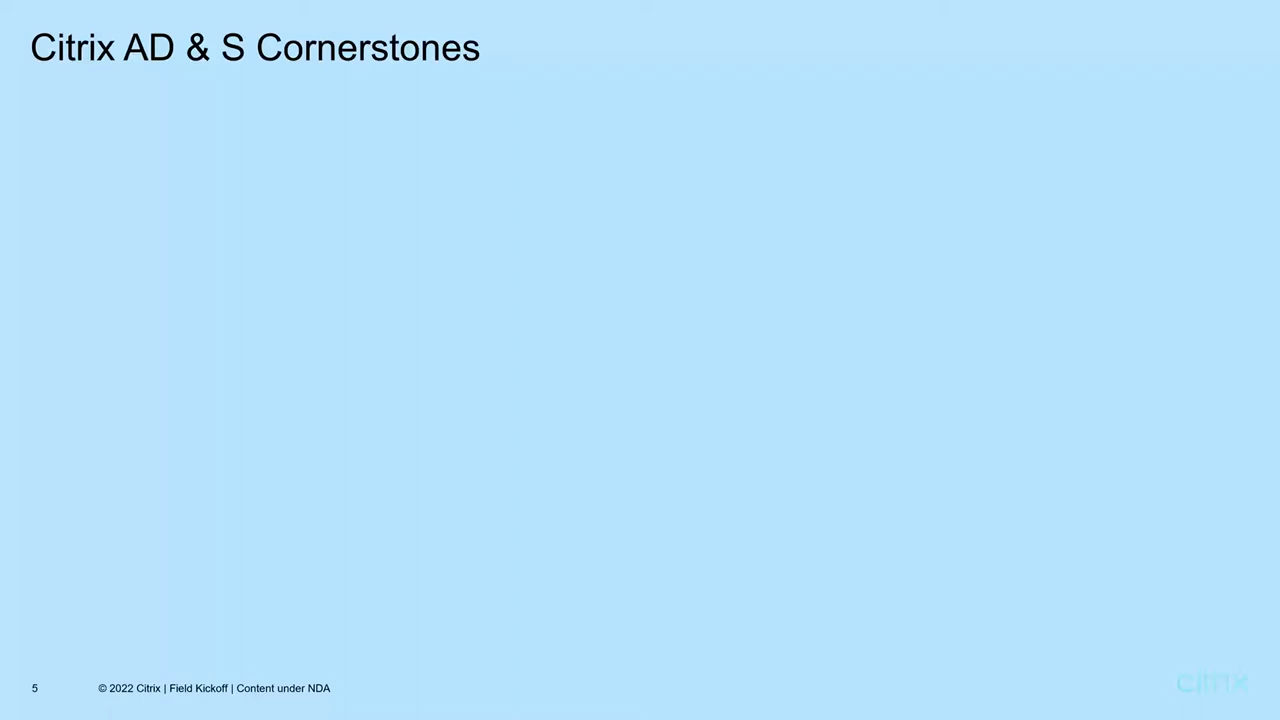 Citrix AD & S Cornerstones
5
© 2022 Citrix | Field Kickoff | Content under NDA
citrix